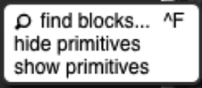 find blocks... ^F
hide primitives
show primitives